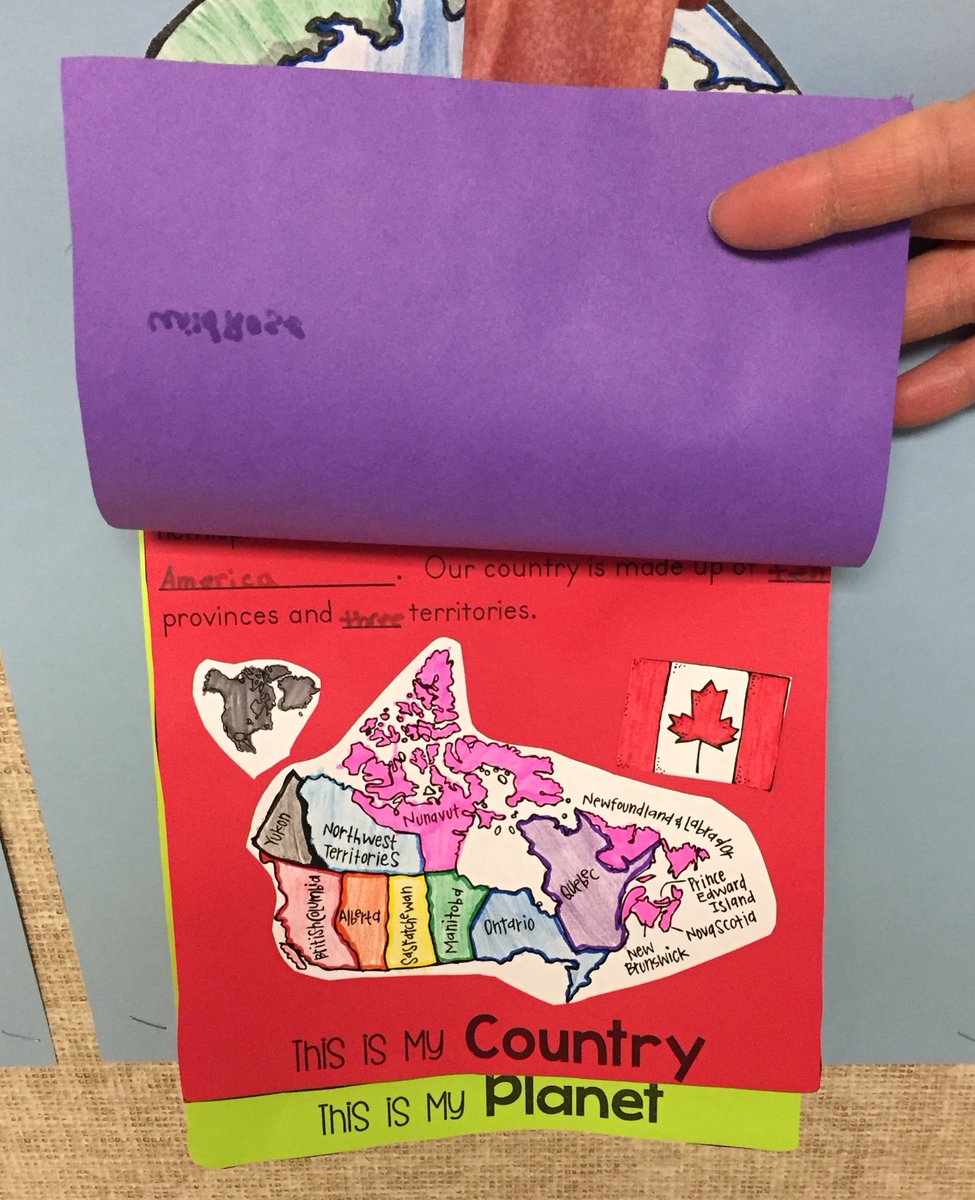 America. Our country is made up of ten
provinces and three territories.
Nunavut
Yukon
Northwest
Territories
British Columbia
Alberta
Saskatchewan
Manitoba
Ontario
Quebec
Newfoundland & Labrador
Prince
Edward
Island
Nova Scotia
New
Brunswick
This is My Country
This is My Planet